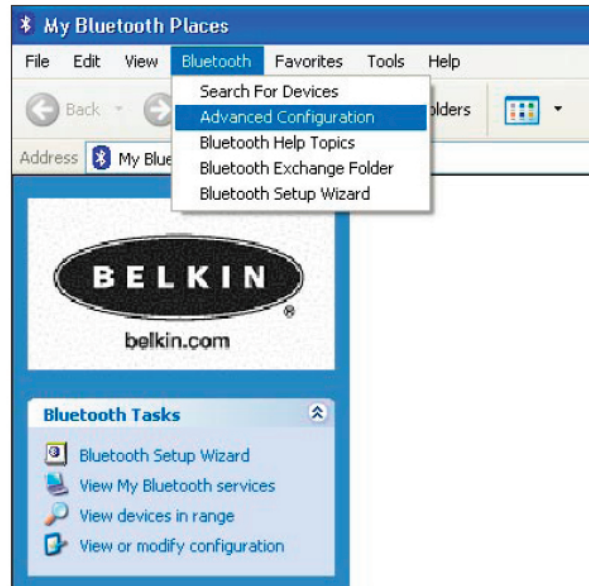 My Bluetooth Places
File Edit View Bluetooth Favorites Tools Help
Search For Devices
Back Advanced Configuration
Bluetooth Help Topics
Address My Blue Bluetooth Exchange Folder
Bluetooth Setup Wizard
BELKIN
®
belkin.com
Bluetooth Tasks
Bluetooth Setup Wizard
View My Bluetooth services
View devices in range
View or modify configuration